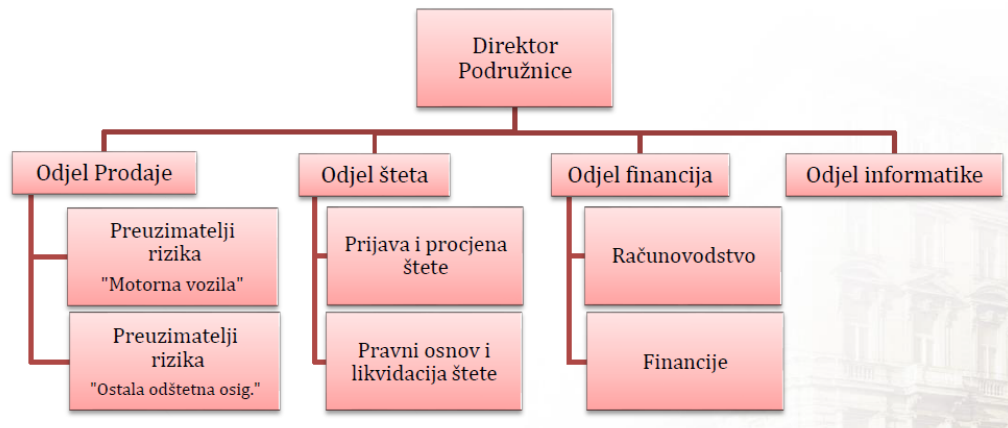 Direktor
Podružnice
Odjel Prodaje
Preuzimatelji
rizika
"Motorna vozila"
Preuzimatelji
rizika
"Ostala odštetna osig."
Odjel šteta
Prijava i procjena
štete
Pravni osnov i
likvidacija štete
Odjel financija
Računovodstvo
Financije
Odjel informatike